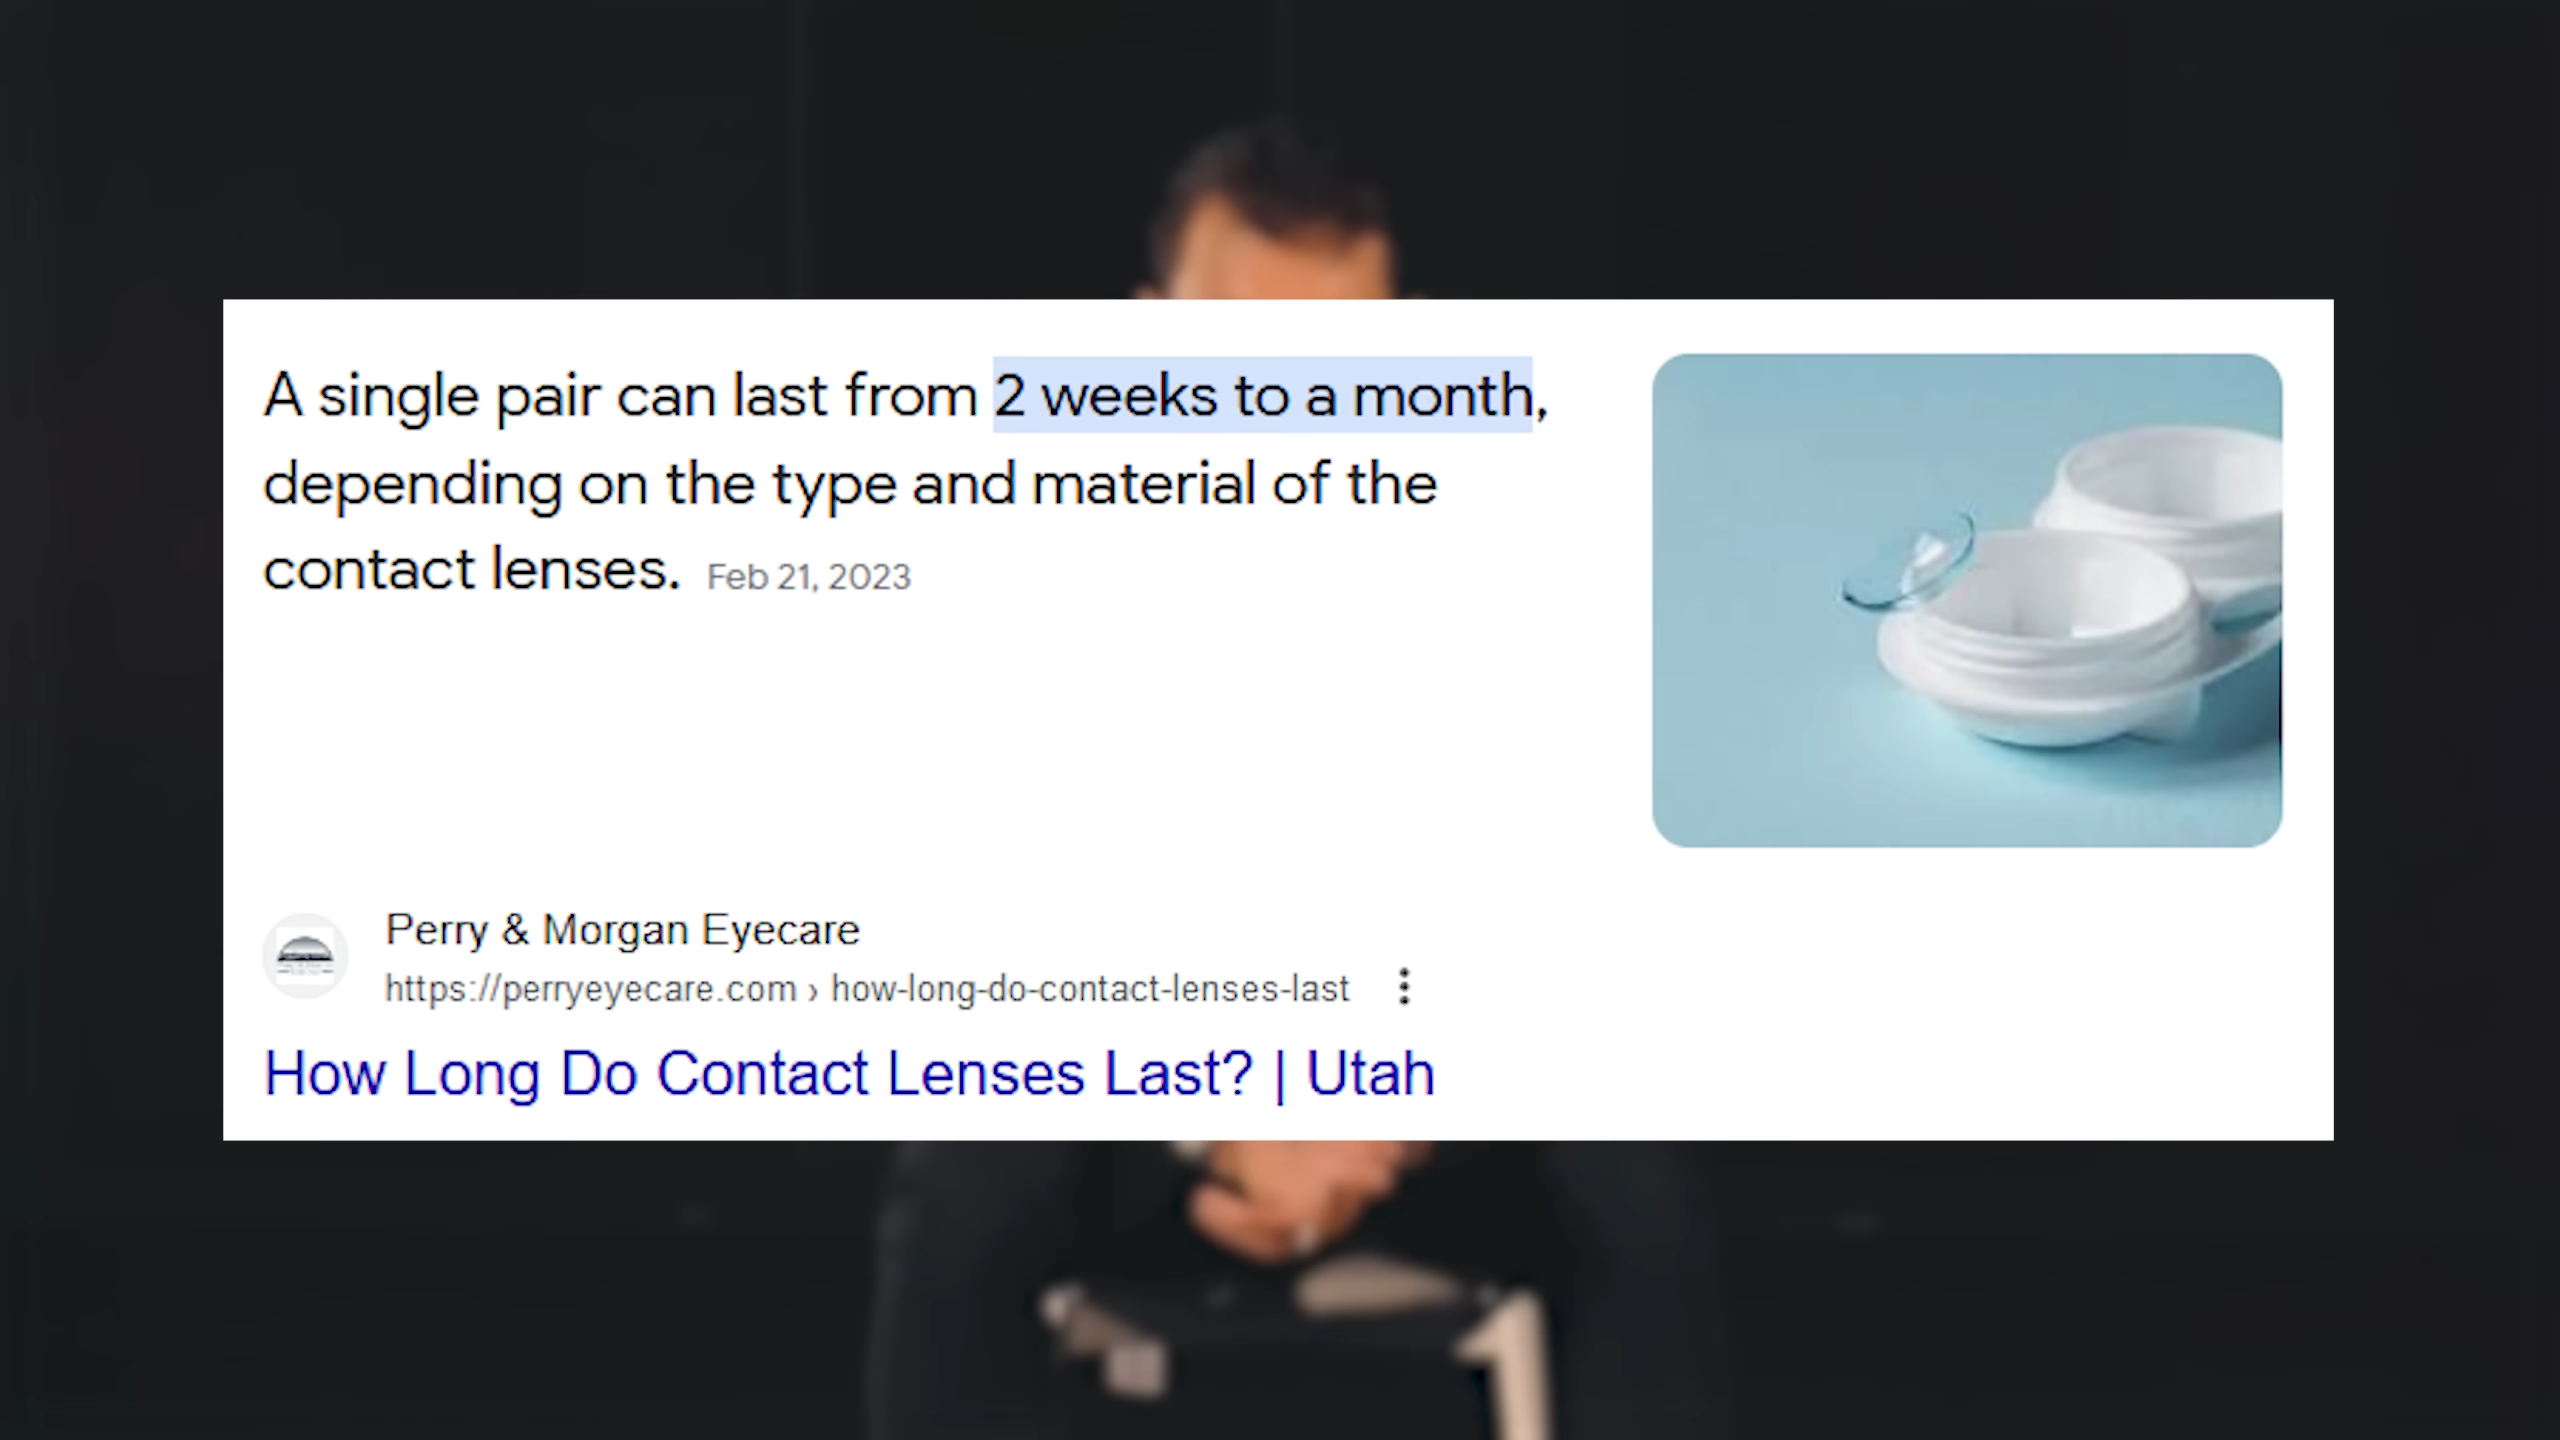 A single pair can last from 2 weeks to a month,
depending on the type and material of the
contact lenses. Feb 21, 2023
Perry & Morgan Eyecare
https://perryeyecare.com › how-long-do-contact-lenses-last
How Long Do Contact Lenses Last? | Utah